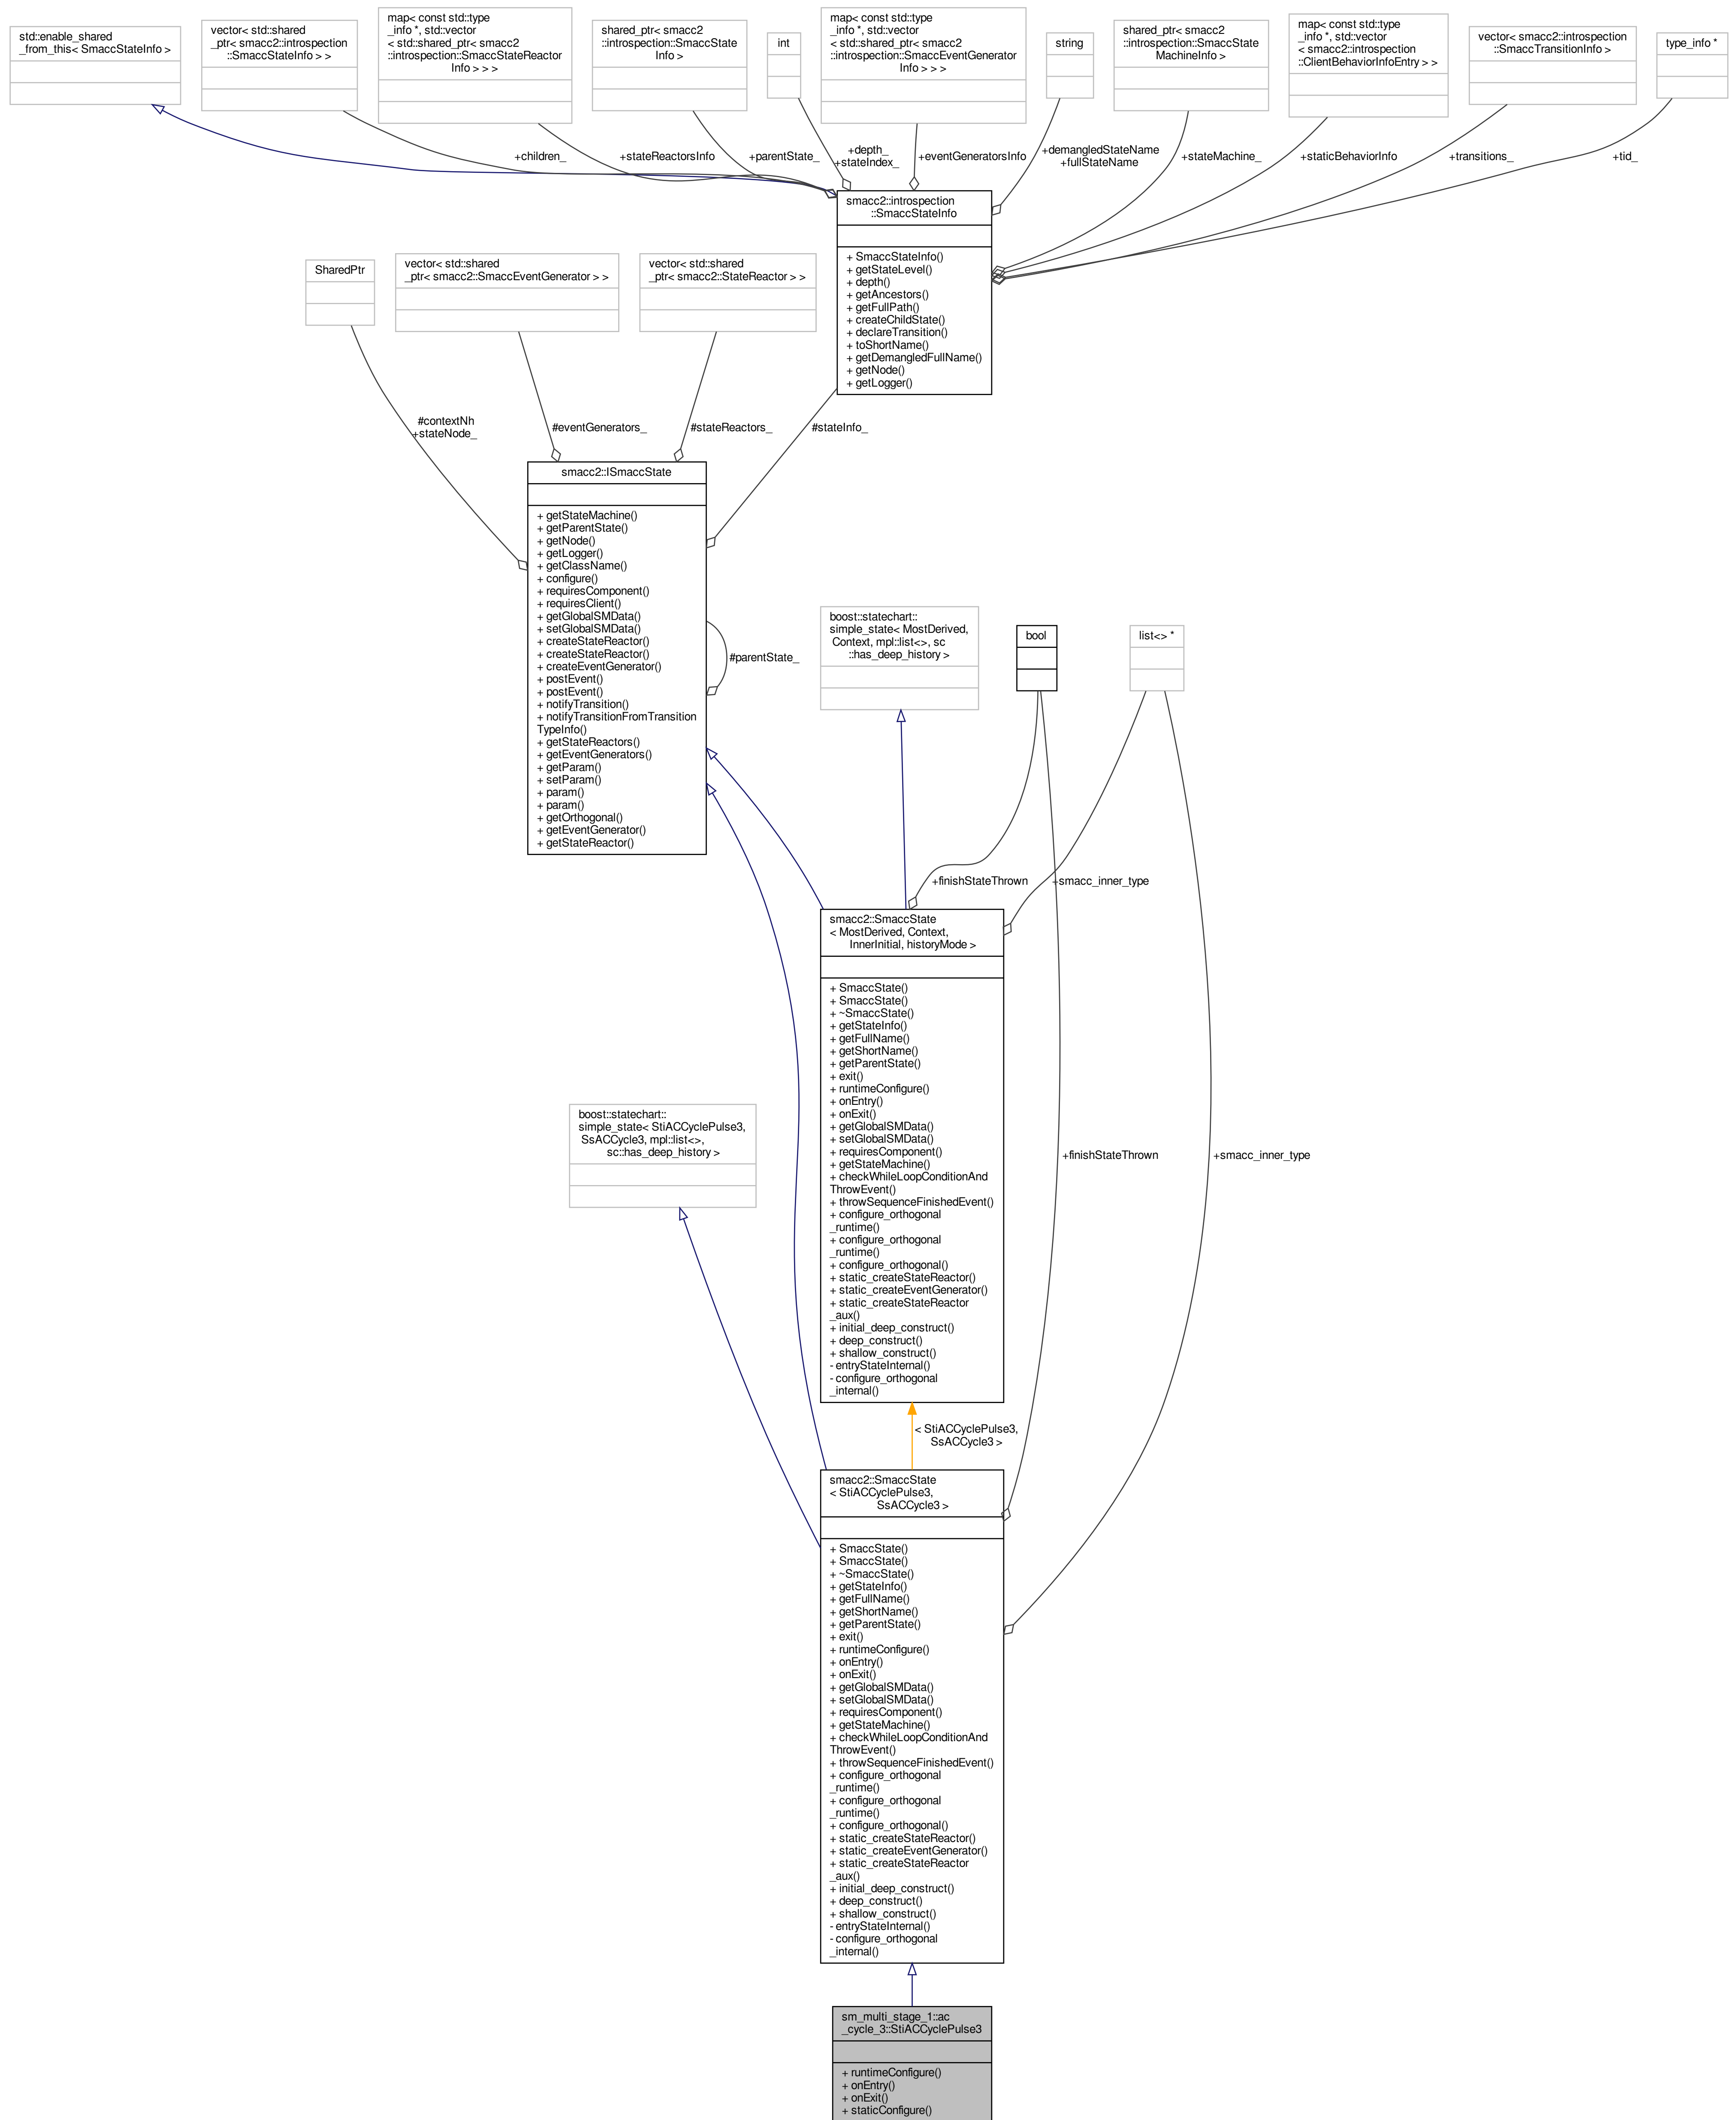 std::enable_shared
_from_this< SmaccStateInfo >
vector< std::shared
_ptr< smacc2::introspection
::SmaccStateInfo > >
map< const std::type
_info *, std::vector
< std::shared_ptr< smacc2
::introspection::SmaccStateReactor
Info > > >
shared_ptr< smacc2
::introspection::SmaccState
Info >
int
map< const std::type
_info *, std::vector
< std::shared_ptr< smacc2
::introspection::SmaccEventGenerator
Info > > >
string
shared_ptr< smacc2
::introspection::SmaccState
MachineInfo >
map< const std::type
_info *, std::vector
< smacc2::introspection
::ClientBehaviorInfoEntry > >
vector< smacc2::introspection
::SmaccTransitionInfo >
type_info *
+children_
+stateReactorsInfo
+parentState_
+depth_
+stateIndex_
+eventGeneratorsInfo
+demangledStateName
+fullStateName
+stateMachine_
+staticBehaviorInfo
+transitions_
+tid_
smacc2::introspection
::SmaccStateInfo
+ SmaccStateInfo()
+ getStateLevel()
+ depth()
+ getAncestors()
+ getFullPath()
+ createChildState()
+ declareTransition()
+ toShortName()
+ getDemangledFullName()
+ getNode()
+ getLogger()
SharedPtr
vector< std::shared
_ptr< smacc2::SmaccEventGenerator > >
vector< std::shared
_ptr< smacc2::StateReactor > >
#contextNh
+stateNode_
#eventGenerators_
#stateReactors_
#stateInfo_
smacc2::ISmaccState
+ getStateMachine()
+ getParentState()
+ getNode()
+ getLogger()
+ getClassName()
+ configure()
+ requiresComponent()
+ requiresClient()
+ getGlobalSMData()
+ setGlobalSMData()
+ createStateReactor()
+ createStateReactor()
+ createEventGenerator()
+ postEvent()
+ postEvent()
+ notifyTransition()
+ notifyTransitionFromTransition
TypeInfo()
+ getStateReactors()
+ getEventGenerators()
+ getParam()
+ setParam()
+ param()
+ param()
+ getOrthogonal()
+ getEventGenerator()
+ getStateReactor()
#parentState_
boost::statechart::
simple_state< MostDerived,
Context, mpl::list<>, sc
::has_deep_history >
bool
list<> *
+finishStateThrown
+smacc_inner_type
smacc2::SmaccState
< MostDerived, Context,
InnerInitial, historyMode >
+ SmaccState()
+ SmaccState()
+ ~SmaccState()
+ getStateInfo()
+ getFullName()
+ getShortName()
+ getParentState()
+ exit()
+ runtimeConfigure()
+ onEntry()
+ onExit()
+ getGlobalSMData()
+ setGlobalSMData()
+ requiresComponent()
+ getStateMachine()
+ checkWhileLoopConditionAnd
ThrowEvent()
+ throwSequenceFinishedEvent()
+ configure_orthogonal
_runtime()
+ configure_orthogonal
_runtime()
+ configure_orthogonal()
+ static_createStateReactor()
+ static_createEventGenerator()
+ static_createStateReactor
_aux()
+ initial_deep_construct()
+ deep_construct()
+ shallow_construct()
- entryStateInternal()
- configure_orthogonal
_internal()
boost::statechart::
simple_state< StiACCyclePulse3,
SsACCycle3, mpl::list<>,
sc::has_deep_history >
+finishStateThrown
+smacc_inner_type
< StiACCyclePulse3,
SsACCycle3 >
smacc2::SmaccState
< StiACCyclePulse3,
SsACCycle3 >
+ SmaccState()
+ SmaccState()
+ ~SmaccState()
+ getStateInfo()
+ getFullName()
+ getShortName()
+ getParentState()
+ exit()
+ runtimeConfigure()
+ onEntry()
+ onExit()
+ getGlobalSMData()
+ setGlobalSMData()
+ requiresComponent()
+ getStateMachine()
+ checkWhileLoopConditionAnd
ThrowEvent()
+ throwSequenceFinishedEvent()
+ configure_orthogonal
_runtime()
+ configure_orthogonal
_runtime()
+ configure_orthogonal()
+ static_createStateReactor()
+ static_createEventGenerator()
+ static_createStateReactor
_aux()
+ initial_deep_construct()
+ deep_construct()
+ shallow_construct()
- entryStateInternal()
- configure_orthogonal
_internal()
sm_multi_stage_1::ac
_cycle_3::StiACCyclePulse3
+ runtimeConfigure()
+ onEntry()
+ onExit()
+ staticConfigure()